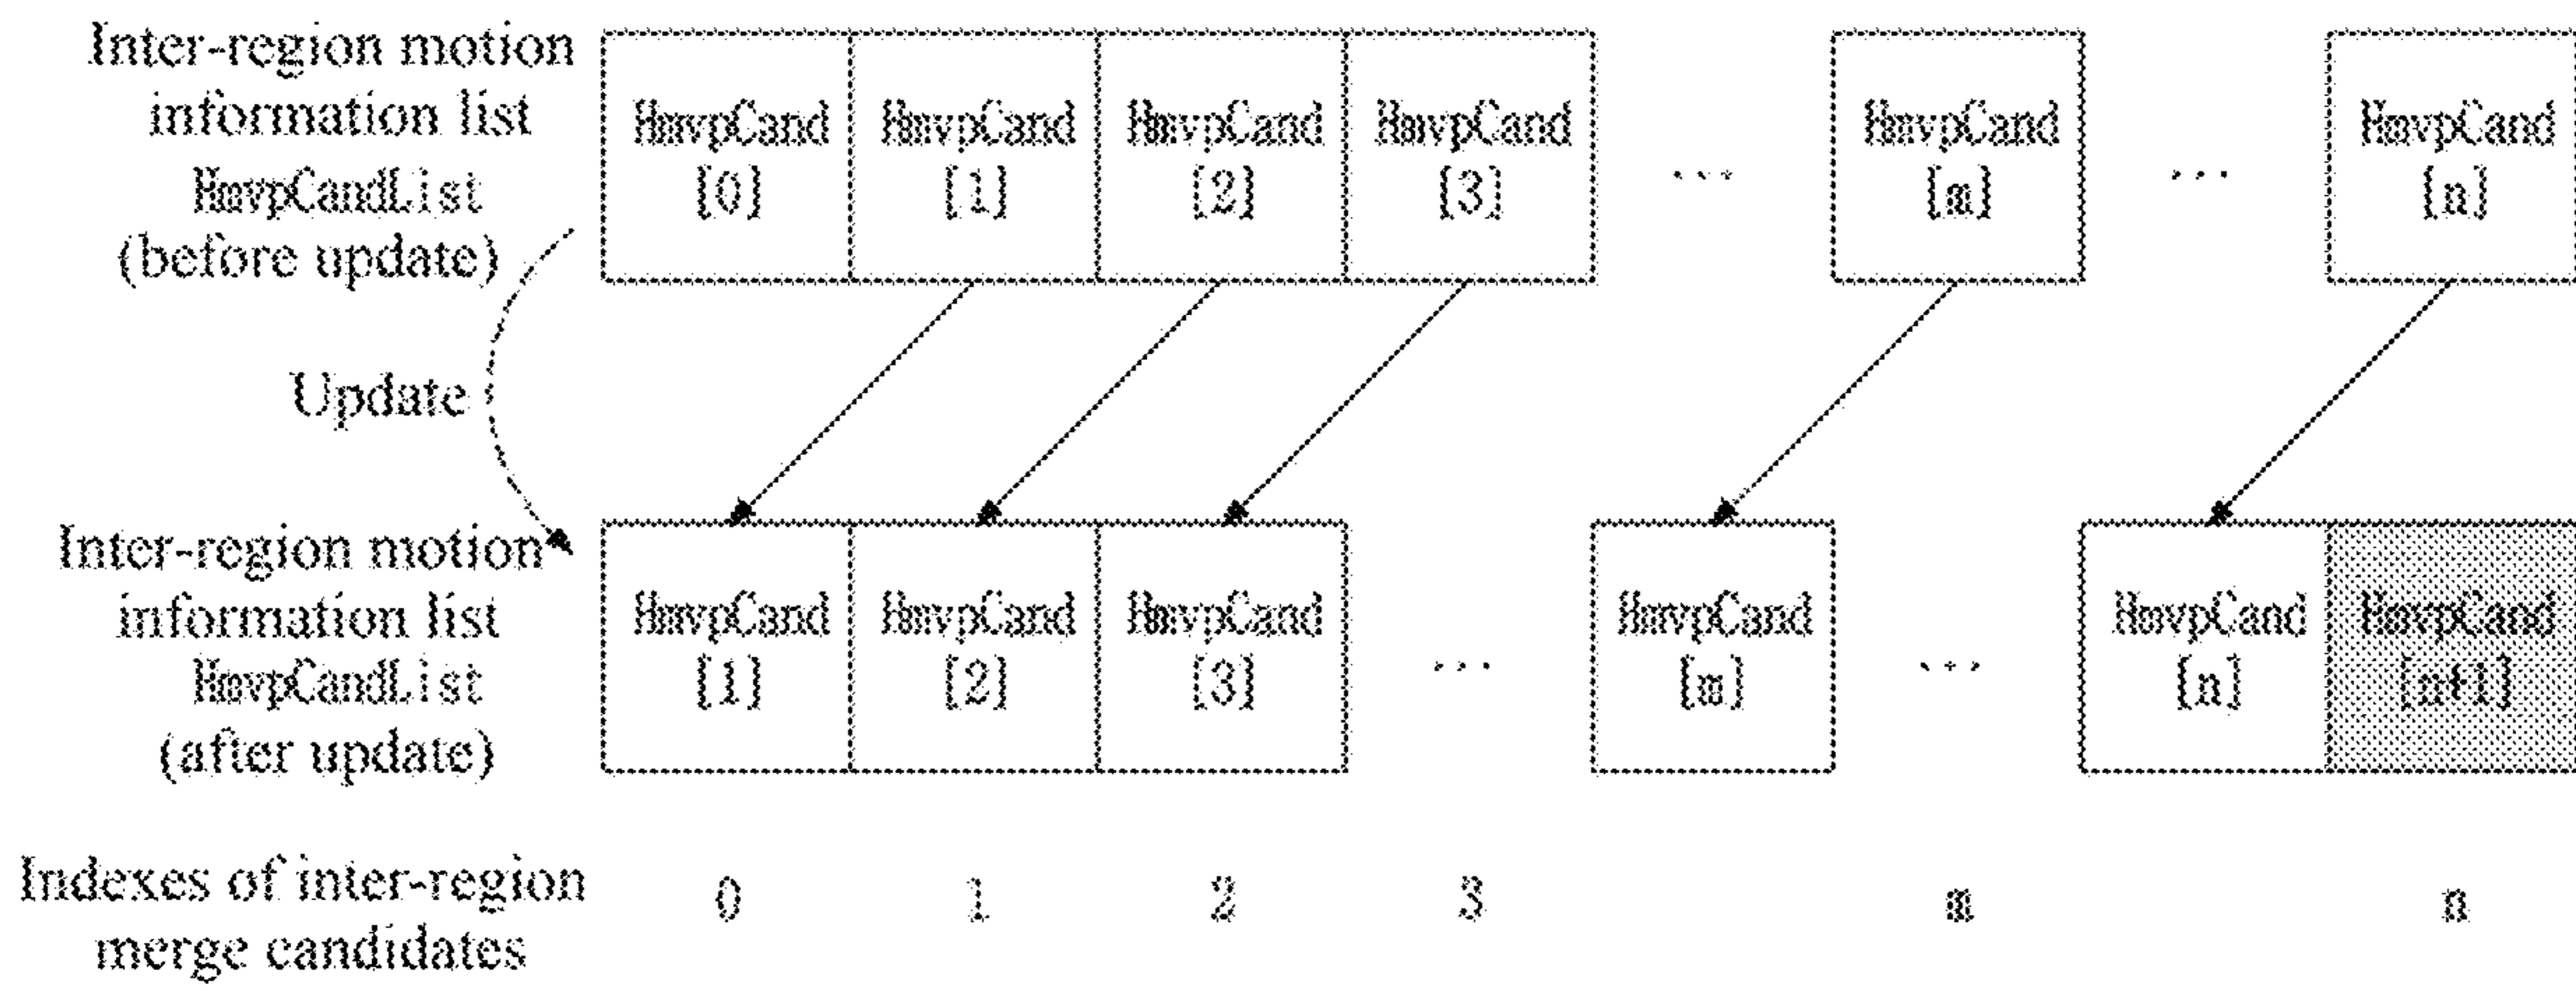 Inter-region motion
information list
HmvpCandList
(before update)
HmvpCand
[0]
HmvpCand
[1]
HmvpCand
[2]
HmvpCand
[3]
...
HmvpCand
[m]
...
HmvpCand
[n]
Update
Inter-region motion
information list
HmvpCandList
(after update)
HmvpCand
[1]
HmvpCand
[2]
HmvpCand
[3]
...
HmvpCand
[m]
...
HmvpCand
[n]
HmvpCand
[n+1]
Indexes of inter-region
merge candidates
0 1 2 3 m n